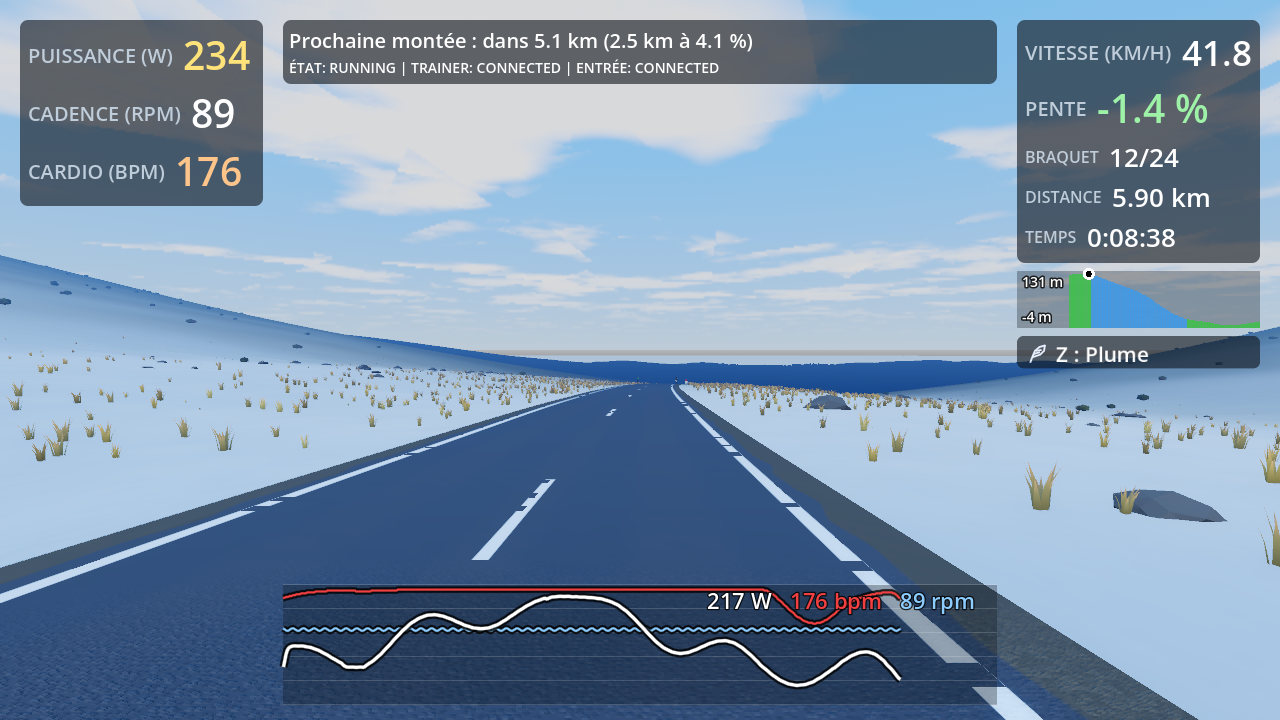 PUISSANCE (W) 234
CADENCE (RPM) 89
CARDIO (BPM) 176
Prochaine montée : dans 5.1 km (2.5 km à 4.1 %)
ÉTAT: RUNNING | TRAINER: CONNECTED | ENTRÉE: CONNECTED
VITESSE (KM/H) 41.8
PENTE -1.4 %
BRAQUET 12/24
DISTANCE 5.90 km
TEMPS 0:08:38
131 m
-4 m
Z : Plume
217 W 176 bpm 89 rpm